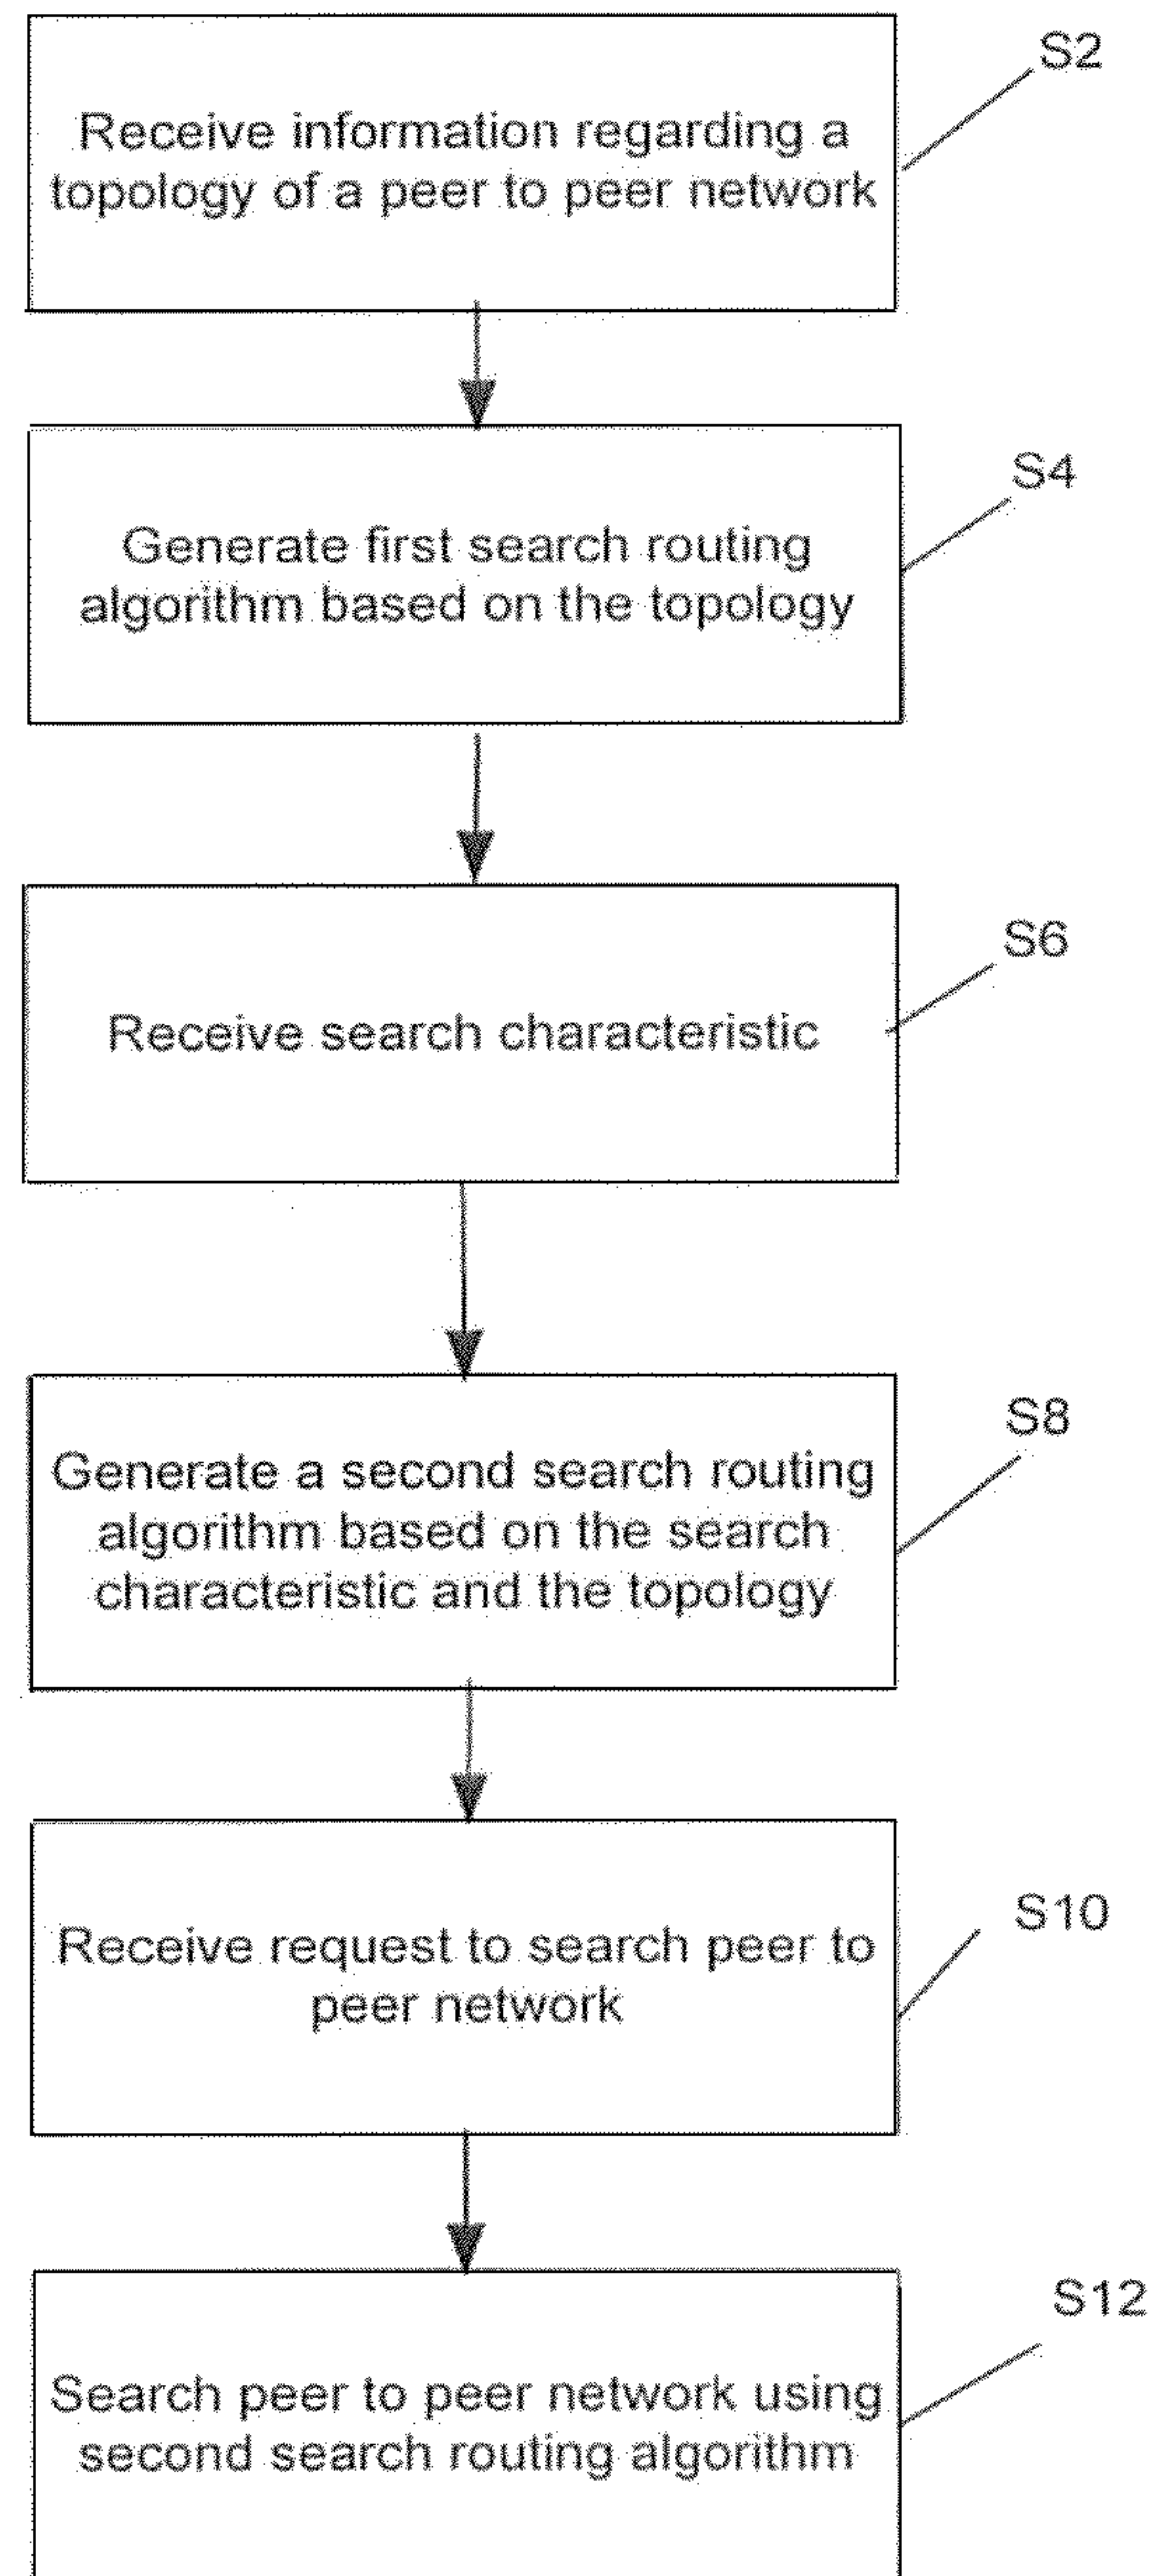 S2
Receive information regarding a
topology of a peer to peer network
S4
Generate first search routing
algorithm based on the topology
S6
Receive search characteristic
S8
Generate a second search routing
algorithm based on the search
characteristic and the topology
S10
Receive request to search peer to
peer network
S12
Search peer to peer network using
second search routing algorithm